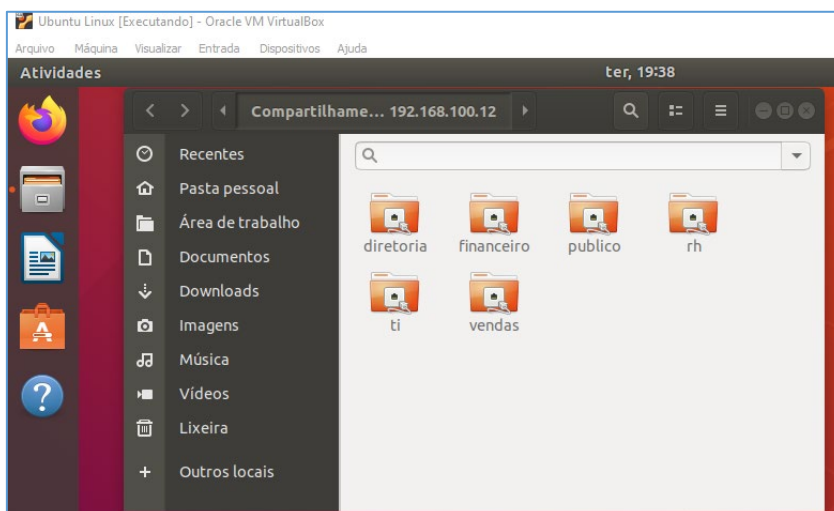 Ubuntu Linux [Executando] - Oracle VM VirtualBox
Arquivo Máquina Visualizar Entrada Dispositivos Ajuda
Atividades ter, 19:38
Compartilhame... 192.168.100.12
Recentes
Pasta pessoal
Área de trabalho
Documentos
Downloads
Imagens
Música
Vídeos
Lixeira
Outros locais
diretoria financeiro publico rh
ti vendas